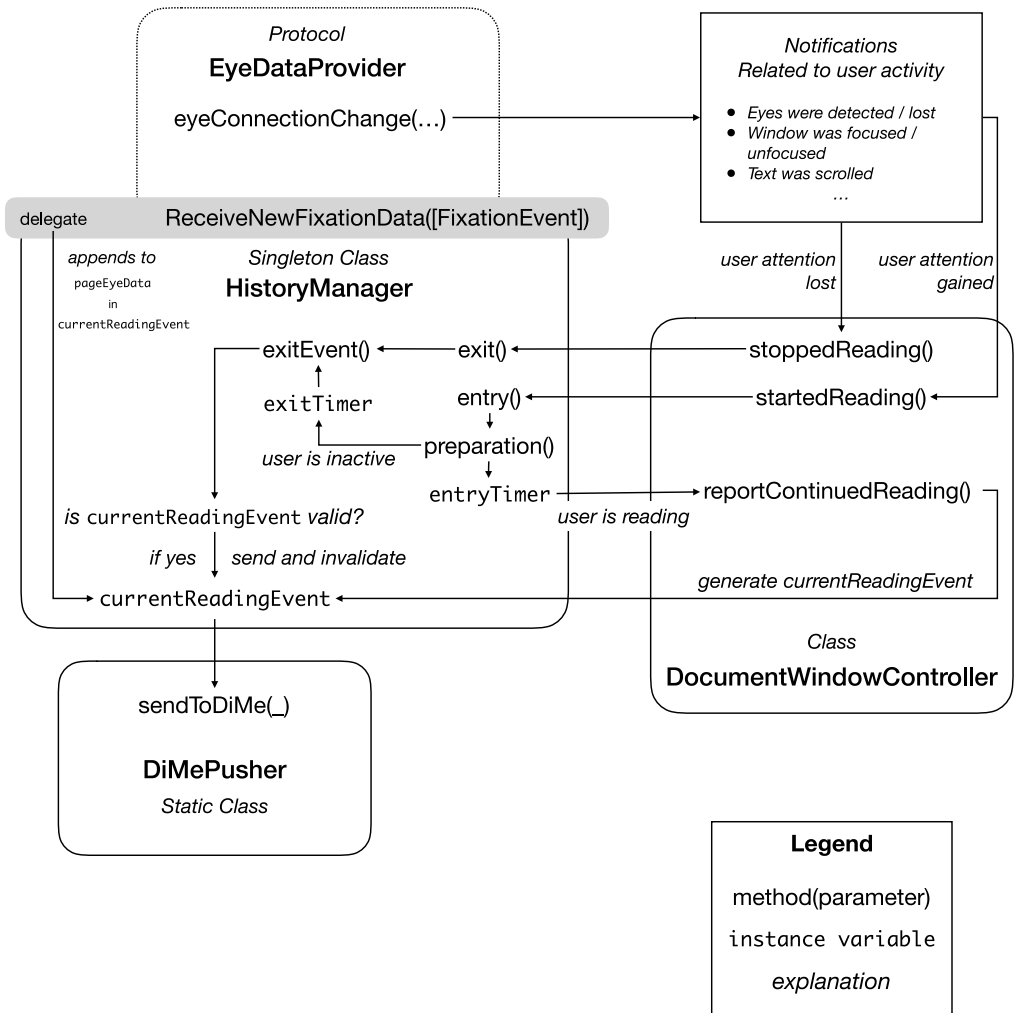 Protocol
EyeDataProvider
eyeConnectionChange(...)
Notifications
Related to user activity
● Eyes were detected / lost
● Window was focused /
unfocused
● Text was scrolled
...
delegate
ReceiveNewFixationData([FixationEvent])
appends to
pageEyeData
in
currentReadingEvent
Singleton Class
HistoryManager
user attention
lost
user attention
gained
exitEvent()
exit()
stoppedReading()
exitTimer
entry()
startedReading()
user is inactive
preparation()
entryTimer
user is reading
reportContinuedReading()
is currentReadingEvent valid?
if yes
send and invalidate
generate currentReadingEvent
currentReadingEvent
Class
DocumentWindowController
sendToDiMe(_)
DiMePusher
Static Class
Legend
method(parameter)
instance variable
explanation